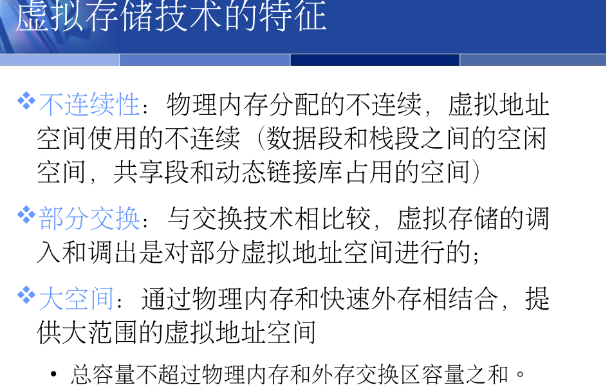 虚拟存储技术的特征
❖不连续性：物理内存分配的不连续，虚拟地址
空间使用的不连续（数据段和栈段之间的空闲
空间，共享段和动态链接库占用的空间）
❖部分交换：与交换技术相比较，虚拟存储的调
入和调出是对部分虚拟地址空间进行的;
❖大空间：通过物理内存和快速外存相结合，提
供大范围的虚拟地址空间
• 总容量不超过物理内存和外存交换区容量之和。